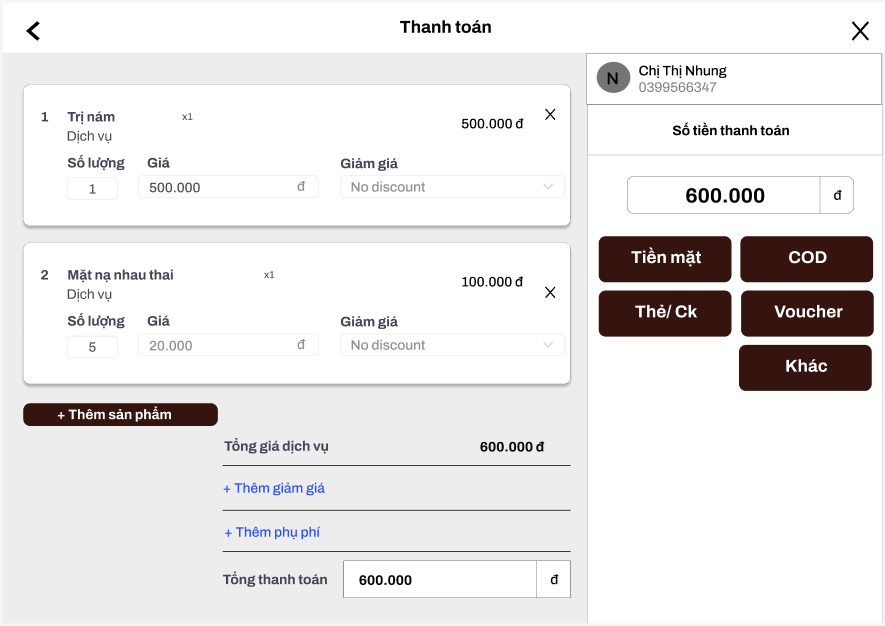 Thanh toán
1 Trị nám x1 500.000 đ
Dịch vụ
Số lượng Giá Giảm giá
1 500.000 đ No discount
2 Mặt nạ nhau thai x1 100.000 đ
Dịch vụ
Số lượng Giá Giảm giá
5 20.000 đ No discount
+ Thêm sản phẩm
Tổng giá dịch vụ 600.000 đ
+ Thêm giảm giá
+ Thêm phụ phí
Tổng thanh toán 600.000 đ
N Chị Thị Nhung
0399566347
Số tiền thanh toán
600.000 đ
Tiền mặt COD
Thẻ/ Ck Voucher
Khác